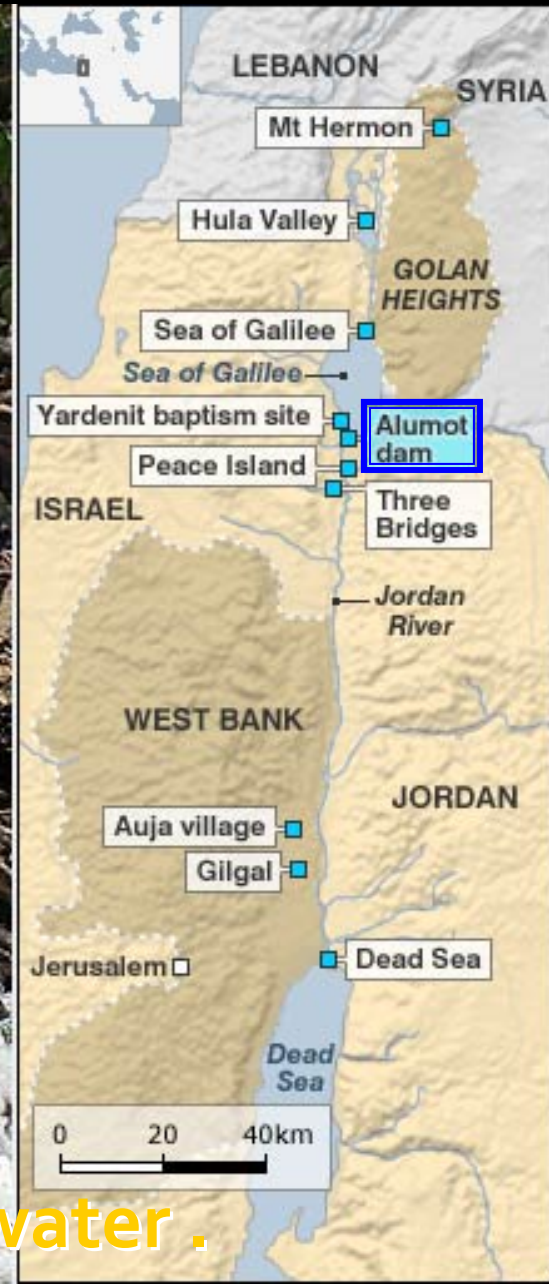 LEBANON
SYRIA
Mt Hermon
Hula Valley
GOLAN
HEIGHTS
Sea of Galilee
Sea of Galilee
Yardenit baptism site
Alumot
dam
Peace Island
ISRAEL
Three
Bridges
Jordan
River
WEST BANK
JORDAN
Auja village
Gilgal
Jerusalem
Dead Sea
Dead
Sea
0 20 40km
water .